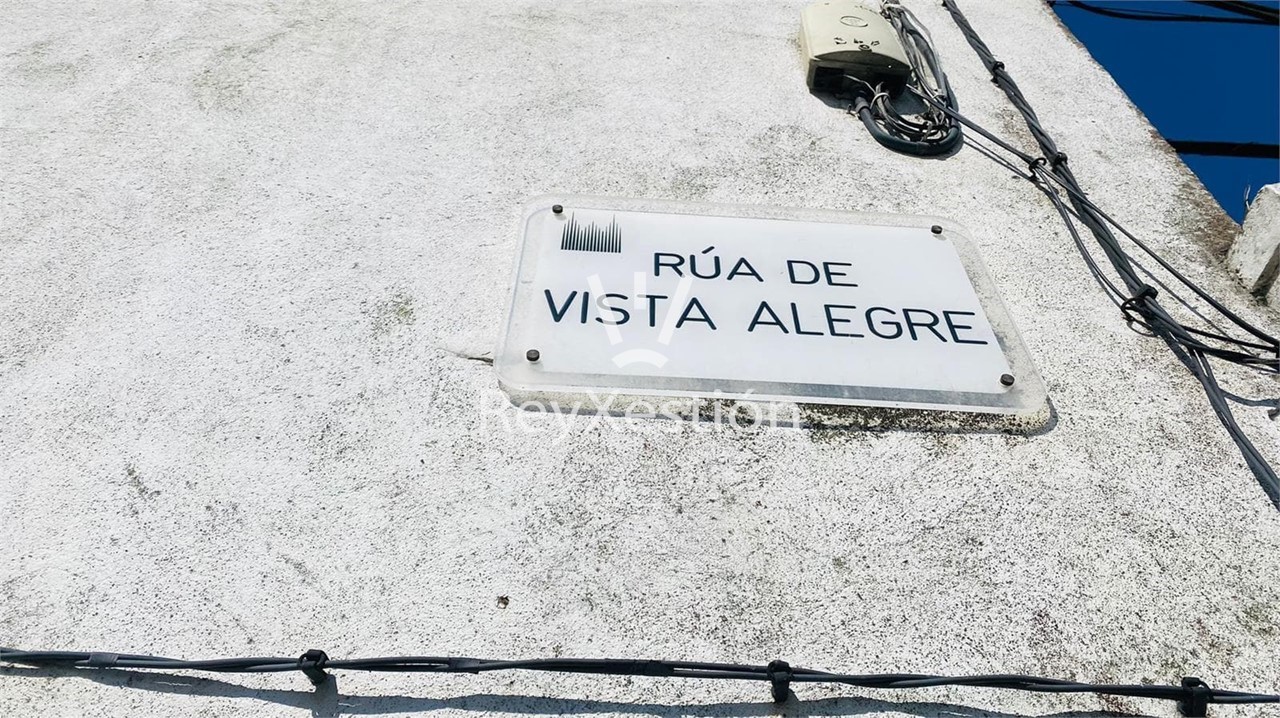 RÚA DE
VISTA ALEGRE
ReyXestión